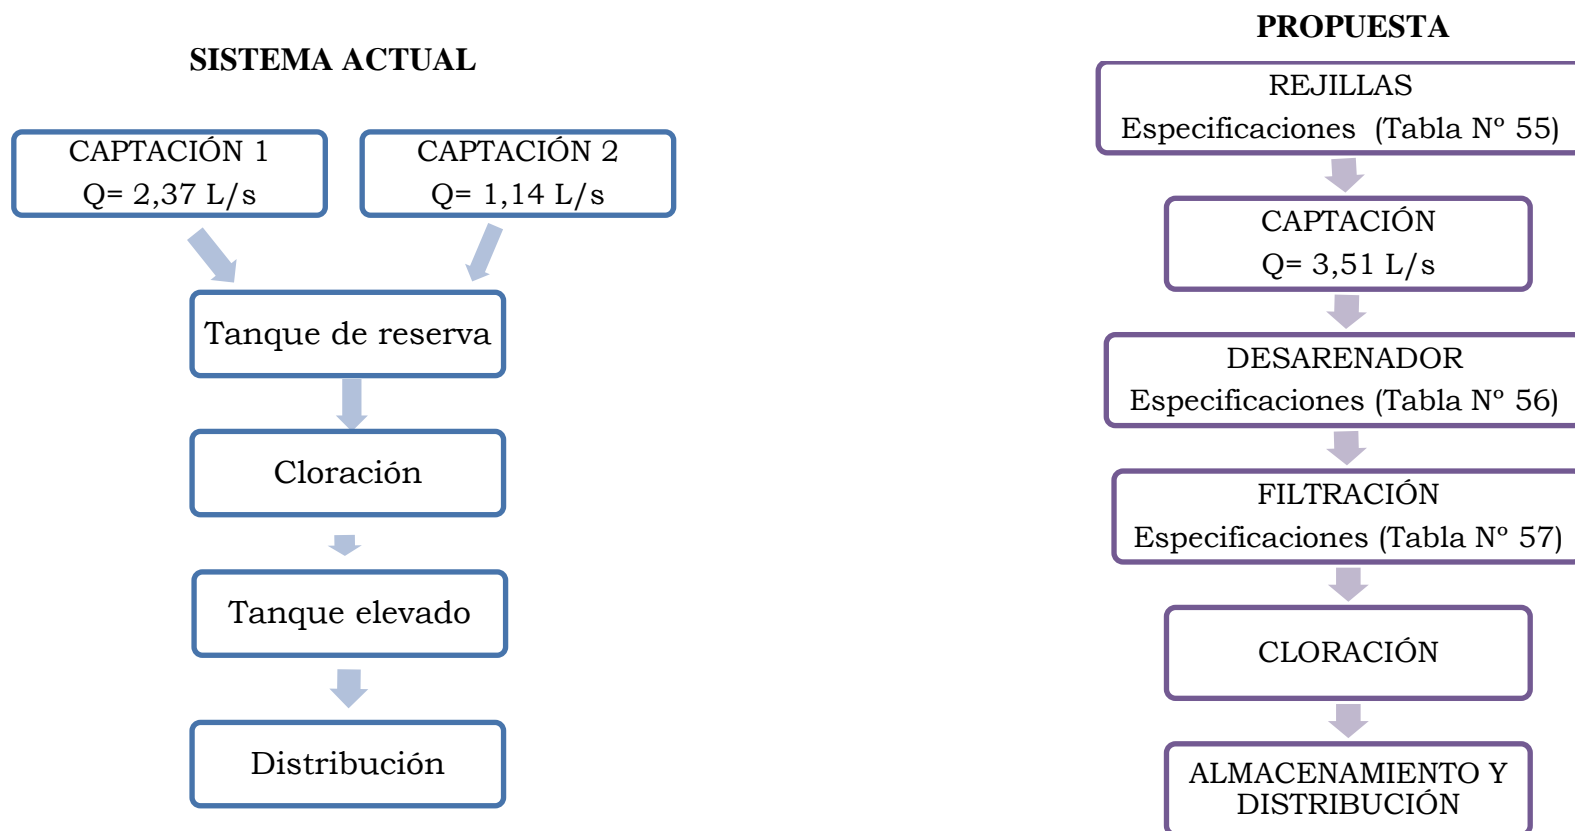 SISTEMA ACTUAL
CAPTACIÓN 1
Q= 2,37 L/s
CAPTACIÓN 2
Q= 1,14 L/s
Tanque de reserva
Cloración
Tanque elevado
Distribución
PROPUESTA
REJILLAS
Especificaciones (Tabla Nº 55)
CAPTACIÓN
Q= 3,51 L/s
DESARENADOR
Especificaciones (Tabla Nº 56)
FILTRACIÓN
Especificaciones (Tabla Nº 57)
CLORACIÓN
ALMACENAMIENTO Y
DISTRIBUCIÓN